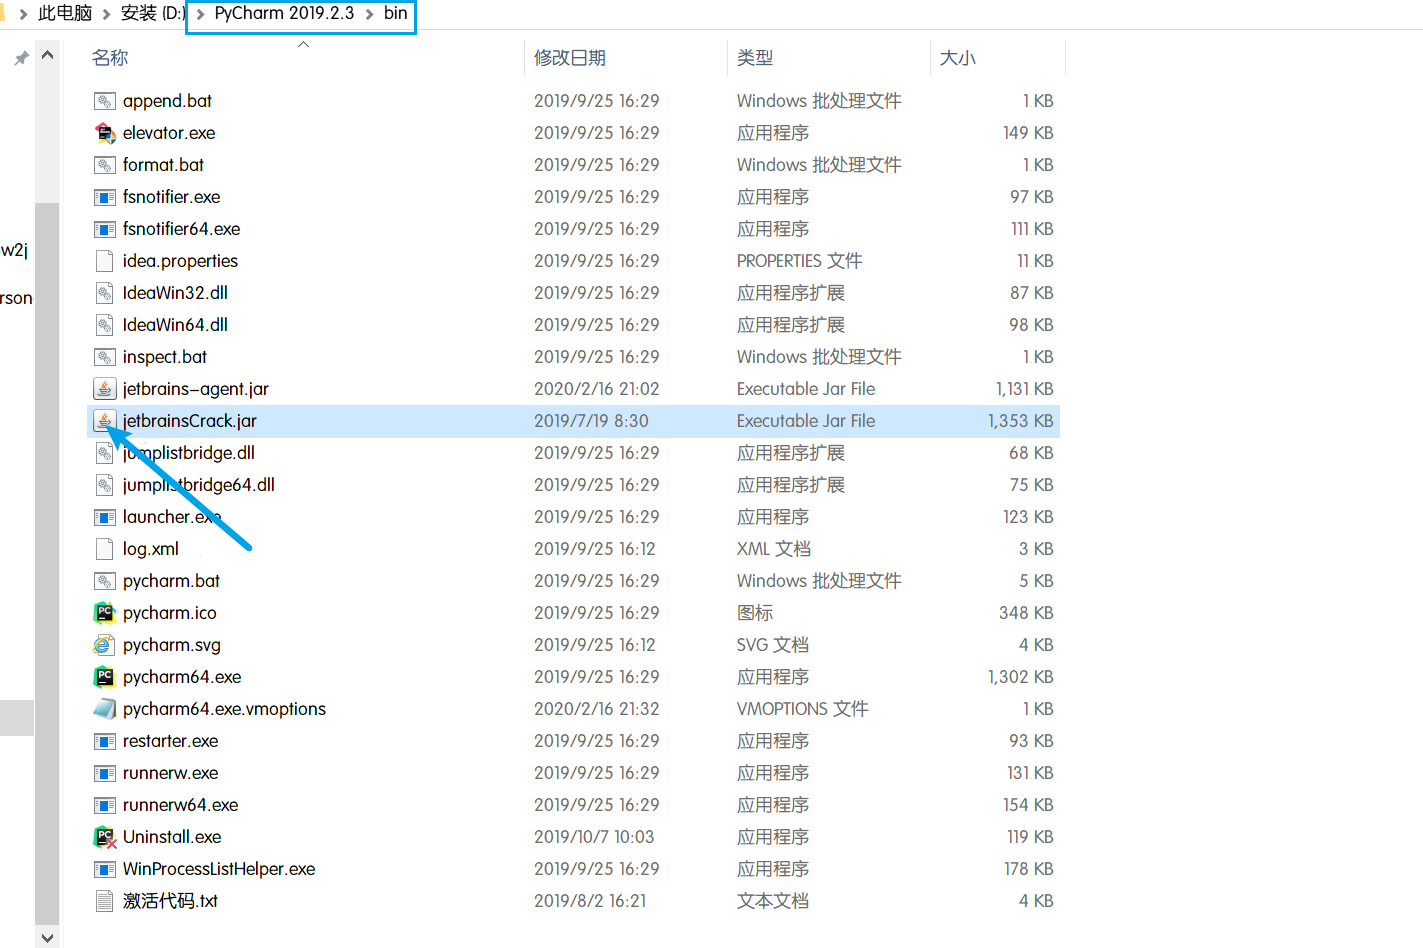 此电脑 > 安装 (D:) > PyCharm 2019.2.3 > bin
名称 修改日期 类型 大小
append.bat 2019/9/25 16:29 Windows 批处理文件 1 KB
elevator.exe 2019/9/25 16:29 应用程序 149 KB
format.bat 2019/9/25 16:29 Windows 批处理文件 1 KB
fsnotifier.exe 2019/9/25 16:29 应用程序 97 KB
fsnotifier64.exe 2019/9/25 16:29 应用程序 111 KB
w2j
idea.properties 2019/9/25 16:29 PROPERTIES 文件 11 KB
rson
IdeaWin32.dll 2019/9/25 16:29 应用程序扩展 87 KB
IdeaWin64.dll 2019/9/25 16:29 应用程序扩展 98 KB
inspect.bat 2019/9/25 16:29 Windows 批处理文件 1 KB
jetbrains-agent.jar 2020/2/16 21:02 Executable Jar File 1,131 KB
jetbrainsCrack.jar 2019/7/19 8:30 Executable Jar File 1,353 KB
jumplistbridge.dll 2019/9/25 16:29 应用程序扩展 68 KB
jumplistbridge64.dll 2019/9/25 16:29 应用程序扩展 75 KB
launcher.exe 2019/9/25 16:29 应用程序 123 KB
log.xml 2019/9/25 16:12 XML 文档 3 KB
pycharm.bat 2019/9/25 16:29 Windows 批处理文件 5 KB
pycharm.ico 2019/9/25 16:29 图标 348 KB
pycharm.svg 2019/9/25 16:12 SVG 文档 4 KB
pycharm64.exe 2019/9/25 16:29 应用程序 1,302 KB
pycharm64.exe.vmoptions 2020/2/16 21:32 VMOPTIONS 文件 1 KB
restarter.exe 2019/9/25 16:29 应用程序 93 KB
runnerw.exe 2019/9/25 16:29 应用程序 131 KB
runnerw64.exe 2019/9/25 16:29 应用程序 154 KB
Uninstall.exe 2019/10/7 10:03 应用程序 119 KB
WinProcessListHelper.exe 2019/9/25 16:29 应用程序 178 KB
激活代码.txt 2019/8/2 16:21 文本文档 4 KB